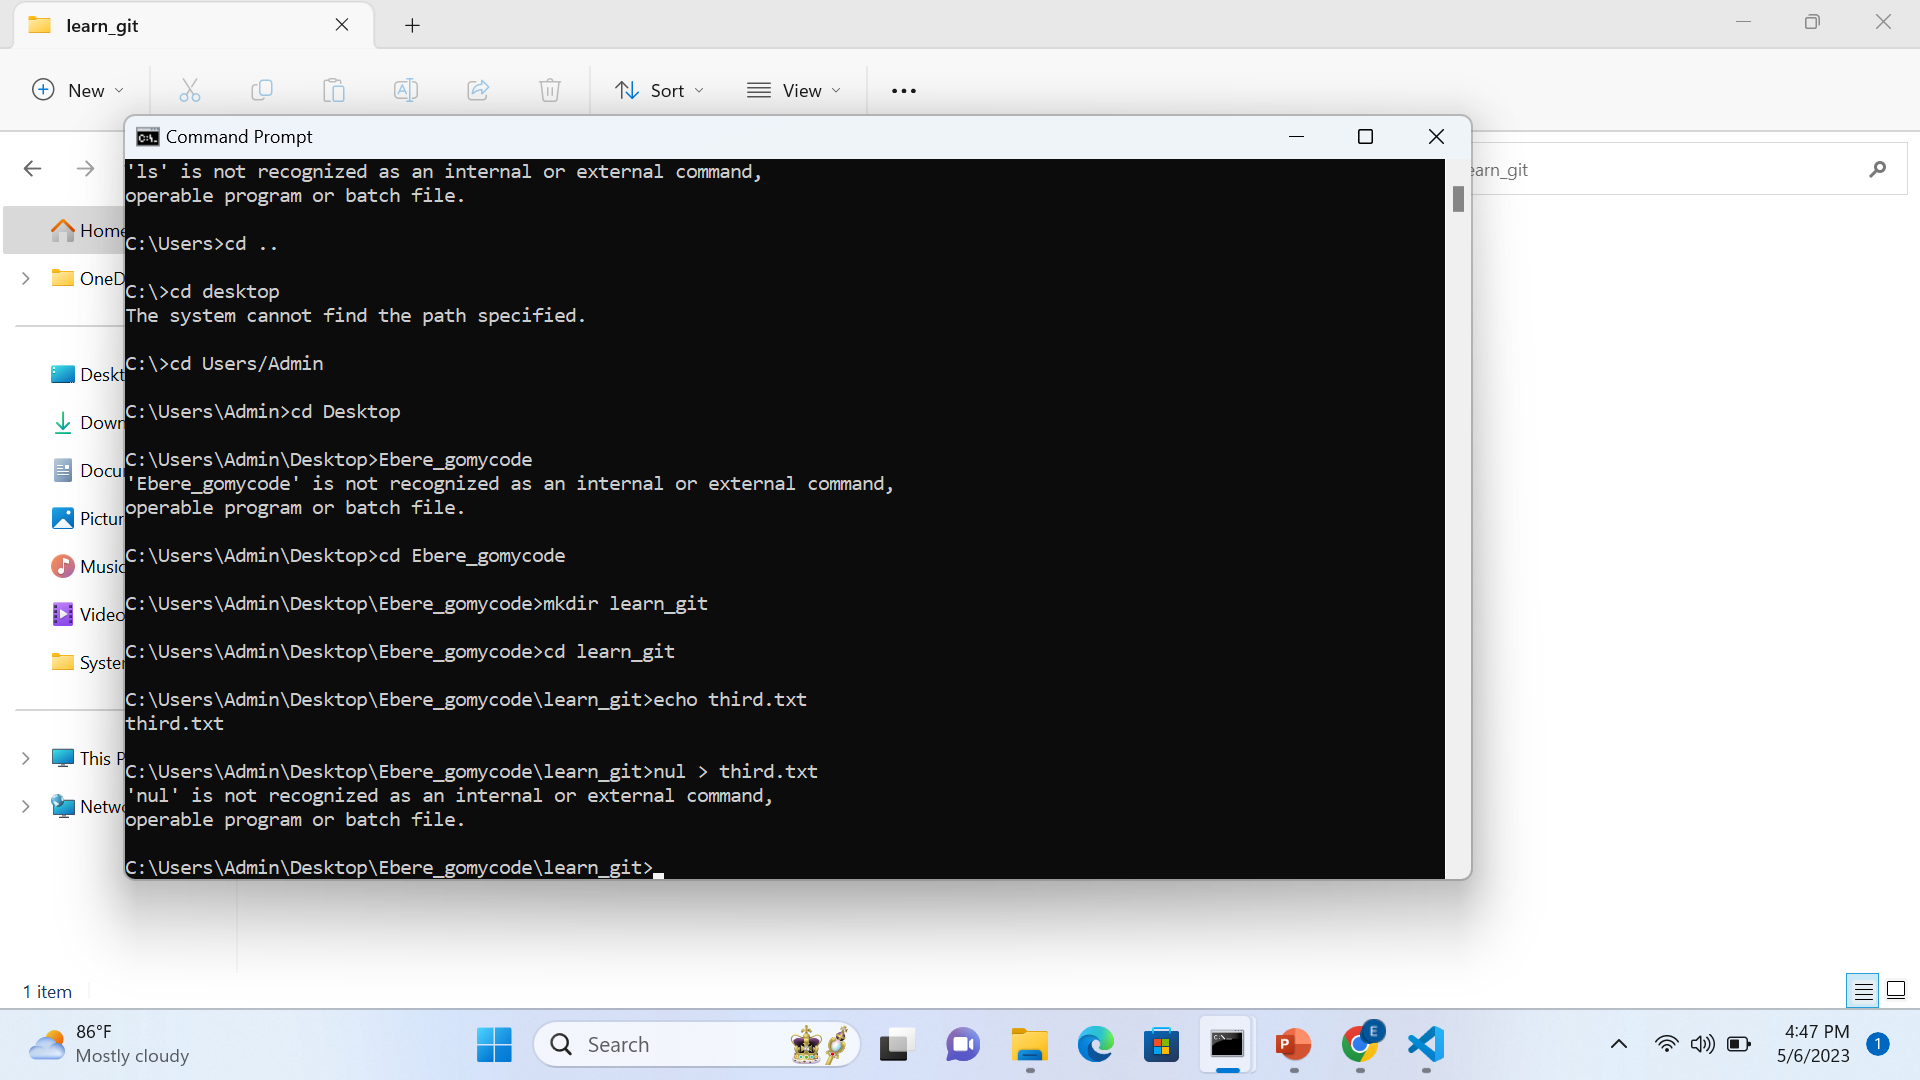 learn_git
New
Sort
View
Command Prompt
'ls' is not recognized as an internal or external command,
operable program or batch file.
C:\Users>cd ..
C:\>cd desktop
The system cannot find the path specified.
C:\>cd Users/Admin
C:\Users\Admin>cd Desktop
C:\Users\Admin\Desktop>Ebere_gomycode
'Ebere_gomycode' is not recognized as an internal or external command,
operable program or batch file.
C:\Users\Admin\Desktop>cd Ebere_gomycode
C:\Users\Admin\Desktop\Ebere_gomycode>mkdir learn_git
C:\Users\Admin\Desktop\Ebere_gomycode>cd learn_git
C:\Users\Admin\Desktop\Ebere_gomycode\learn_git>echo third.txt
third.txt
C:\Users\Admin\Desktop\Ebere_gomycode\learn_git>nul > third.txt
'nul' is not recognized as an internal or external command,
operable program or batch file.
C:\Users\Admin\Desktop\Ebere_gomycode\learn_git>
earn_git
Home
OneD
Deskt
Down
Docu
Pictur
Music
Video
Syste
This P
Netwo
1 item
86°F
Mostly cloudy
Search
E
4:47 PM
5/6/2023
1